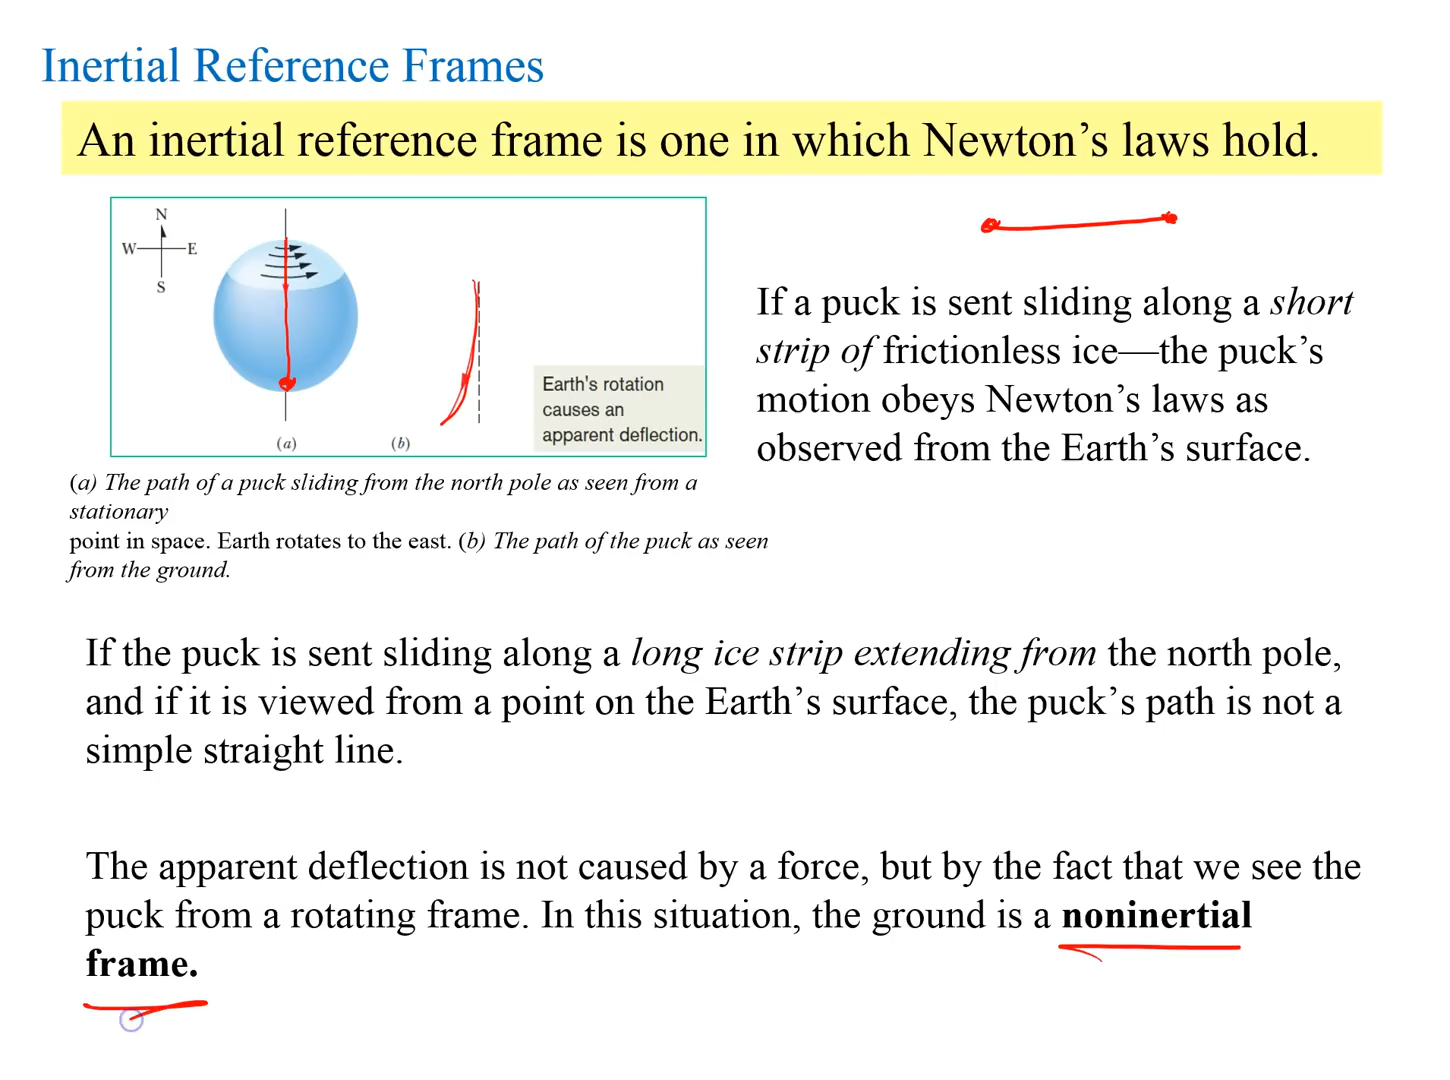 Inertial Reference Frames
An inertial reference frame is one in which Newton’s laws hold.
N
W
E
S
Earth's rotation
causes an
apparent deflection.
(a)
(b)
(a) The path of a puck sliding from the north pole as seen from a
stationary
point in space. Earth rotates to the east. (b) The path of the puck as seen
from the ground.
If a puck is sent sliding along a short
strip of frictionless ice—the puck’s
motion obeys Newton’s laws as
observed from the Earth’s surface.
If the puck is sent sliding along a long ice strip extending from the north pole,
and if it is viewed from a point on the Earth’s surface, the puck’s path is not a
simple straight line.
The apparent deflection is not caused by a force, but by the fact that we see the
puck from a rotating frame. In this situation, the ground is a noninertial
frame.